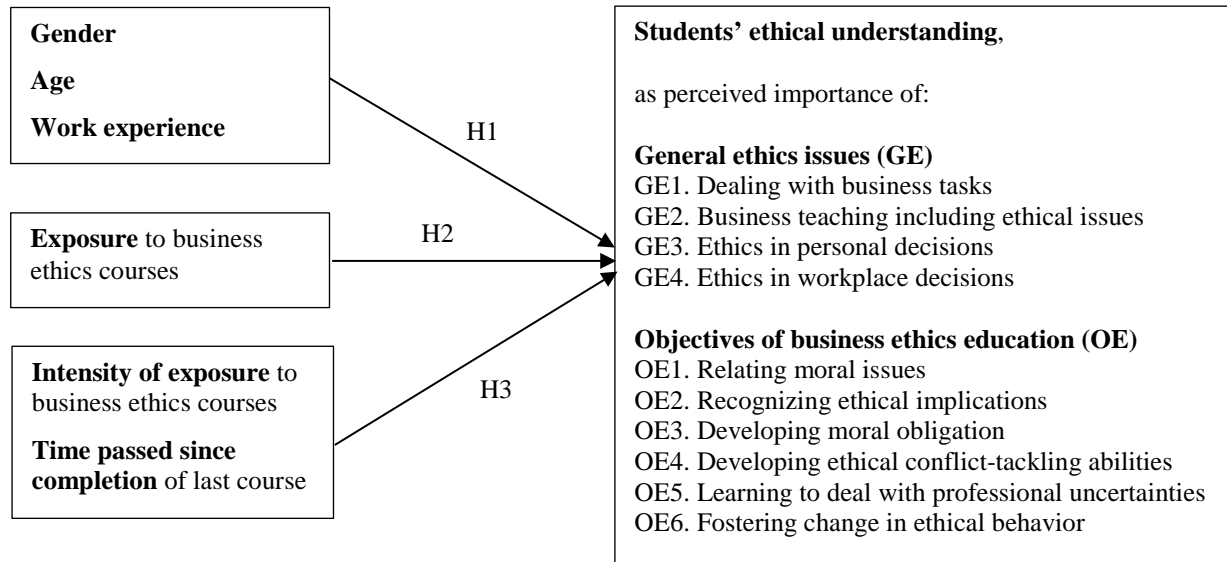 Gender
Age
Work experience
H1
Exposure to business
ethics courses
H2
Intensity of exposure to
business ethics courses
Time passed since
completion of last course
H3
Students’ ethical understanding,
as perceived importance of:
General ethics issues (GE)
GE1. Dealing with business tasks
GE2. Business teaching including ethical issues
GE3. Ethics in personal decisions
GE4. Ethics in workplace decisions
Objectives of business ethics education (OE)
OE1. Relating moral issues
OE2. Recognizing ethical implications
OE3. Developing moral obligation
OE4. Developing ethical conflict-tackling abilities
OE5. Learning to deal with professional uncertainties
OE6. Fostering change in ethical behavior